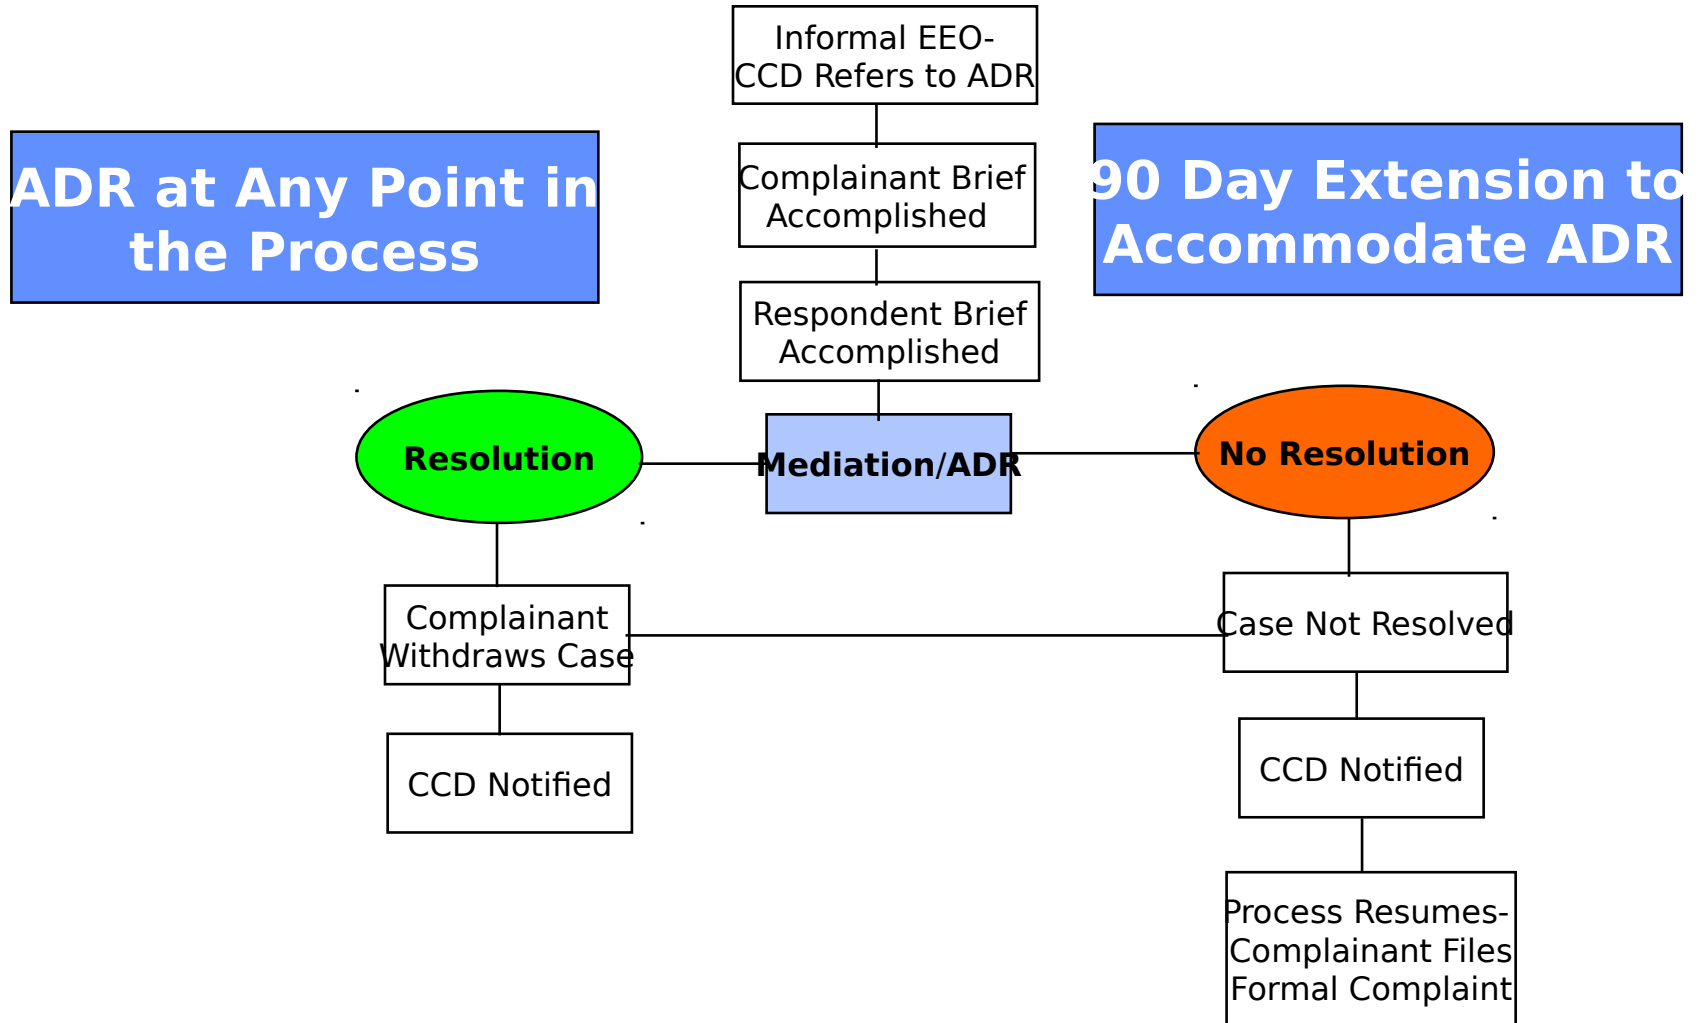 Informal EEO-
CCD Refers to ADR
ADR at Any Point in
the Process
Complainant Brief
Accomplished
90 Day Extension to
Accommodate ADR
Respondent Brief
Accomplished
Resolution
Mediation/ADR
No Resolution
Complainant
Withdraws Case
Case Not Resolved
CCD Notified
CCD Notified
Process Resumes-
Complainant Files
Formal Complaint